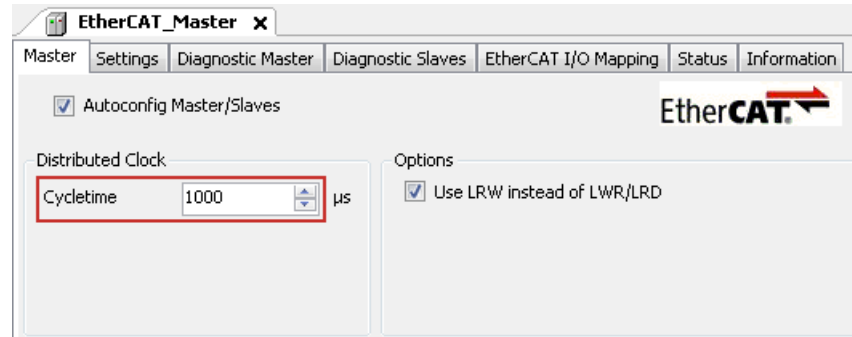 EtherCAT_Master x
Master Settings Diagnostic Master Diagnostic Slaves EtherCAT I/O Mapping Status Information
Autoconfig Master/Slaves
EtherCAT.
Distributed Clock
Options
Cycletime 1000 µs
Use LRW instead of LWR/LRD